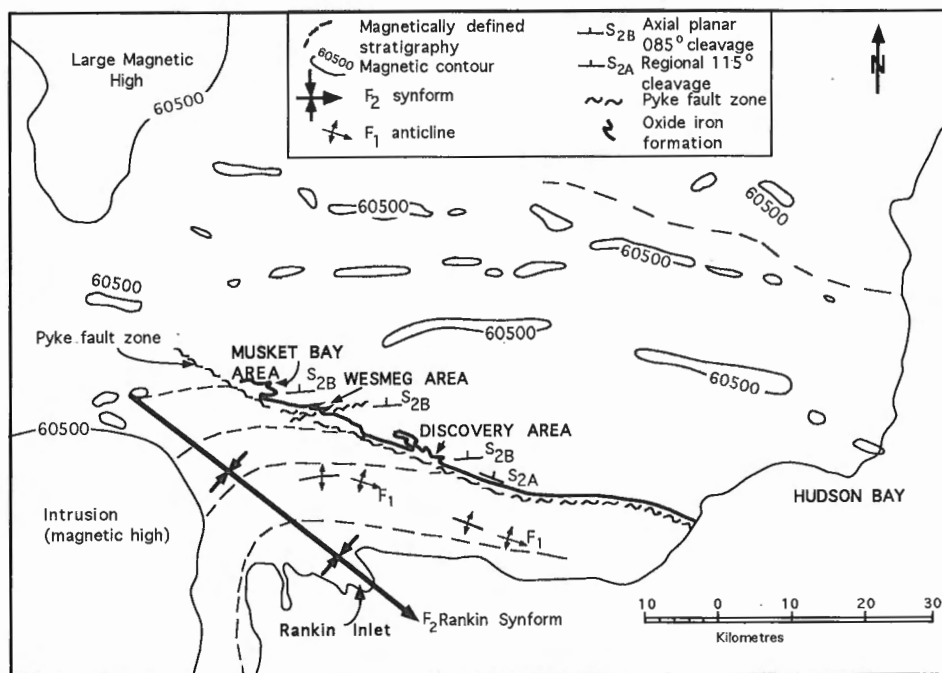 Magnetically defined
stratigraphy
60500 Magnetic contour
F2 synform
F1 anticline
S2B Axial planar
085° cleavage
S2A Regional 115°
cleavage
Pyke fault zone
Oxide iron
formation
N
Large Magnetic
High
60500
60500
60500
60500
60500
60500
60500
60500
60500
60500
Pyke fault zone
MUSKET BAY
AREA
S2B
WESMEG AREA
S2B
DISCOVERY AREA
S2B
S2A
60500
Intrusion
(magnetic high)
F1
F1
HUDSON BAY
Rankin Inlet
F2 Rankin Synform
10 0 10 20 30
Kilometres